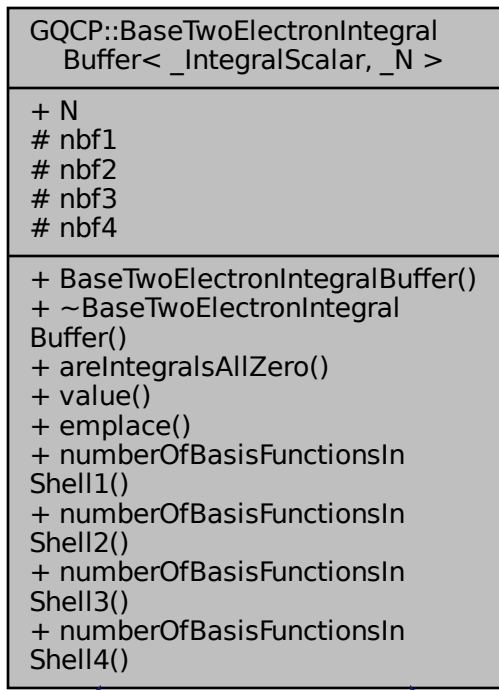 GQCP::BaseTwoElectronIntegral
Buffer< _IntegralScalar, _N >
+ N
# nbf1
# nbf2
# nbf3
# nbf4
+ BaseTwoElectronIntegralBuffer()
+ ~BaseTwoElectronIntegral
Buffer()
+ areIntegralsAllZero()
+ value()
+ emplace()
+ numberOfBasisFunctionsIn
Shell1()
+ numberOfBasisFunctionsIn
Shell2()
+ numberOfBasisFunctionsIn
Shell3()
+ numberOfBasisFunctionsIn
Shell4()